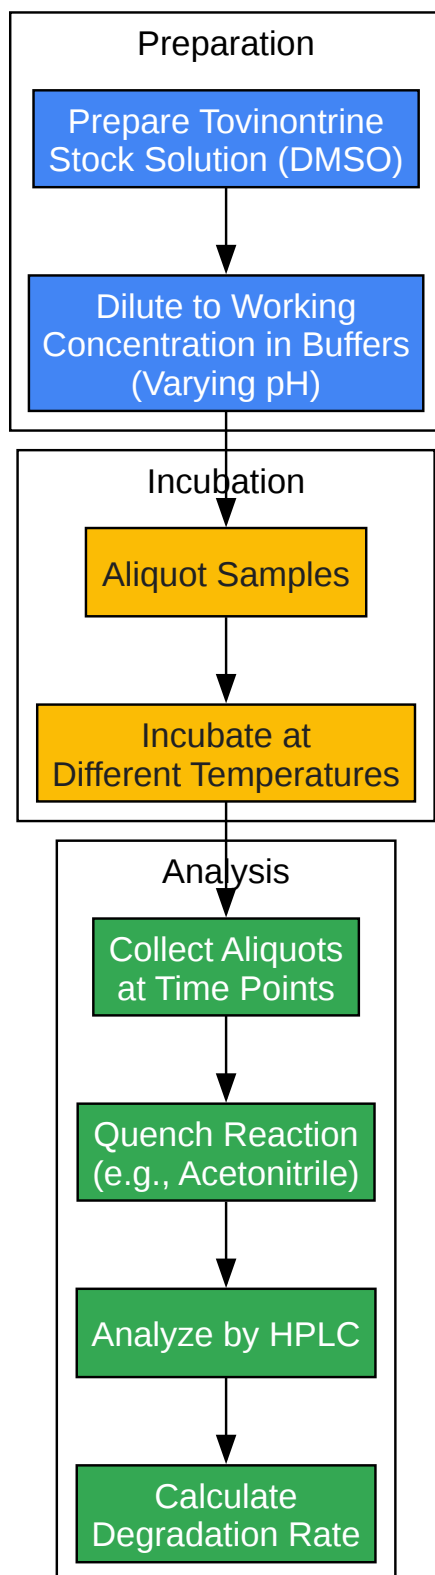 Preparation
Prepare Tovinontrine
Stock Solution (DMSO)
Dilute to Working
Concentration in Buffers
(Varying pH)
Incubation
Aliquot Samples
Incubate at
Different Temperatures
Analysis
Collect Aliquots
at Time Points
Quench Reaction
(e.g., Acetonitrile)
Analyze by HPLC
Calculate
Degradation Rate